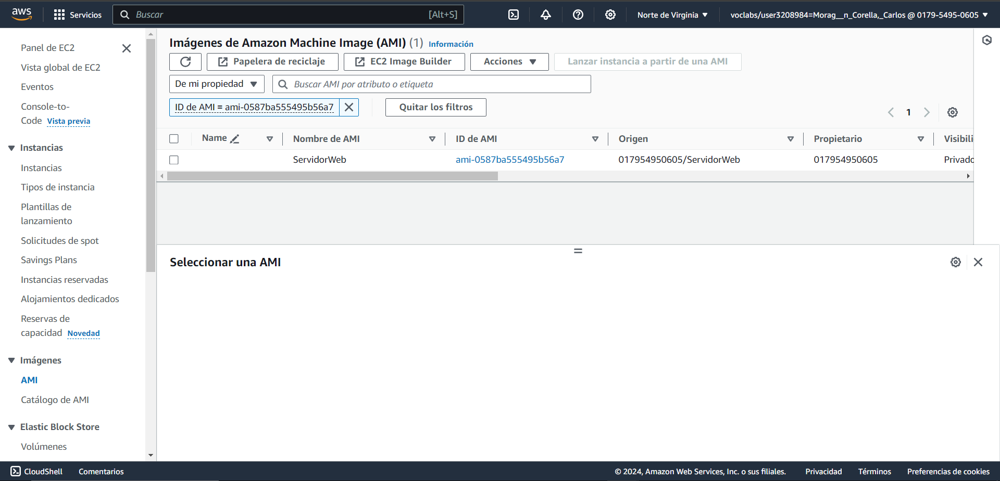 aws
Servicios
Buscar
[Alt+S]
Norte de Virginia
voclabs/user3208984=Morag__n_Corella,_Carlos @ 0179-5495-0605
Panel de EC2
Vista global de EC2
Eventos
Console-to-
Code Vista previa
Instancias
Instancias
Tipos de instancia
Plantillas de
lanzamiento
Solicitudes de spot
Savings Plans
Instancias reservadas
Alojamientos dedicados
Reservas de
capacidad Novedad
Imágenes
AMI
Catálogo de AMI
Elastic Block Store
Volúmenes
Imágenes de Amazon Machine Image (AMI) (1) Información
Papelera de reciclaje
EC2 Image Builder
Acciones
Lanzar instancia a partir de una AMI
De mi propiedad
Buscar AMI por atributo o etiqueta
ID de AMI = ami-0587ba555495b56a7
Quitar los filtros
1
Name Nombre de AMI ID de AMI Origen Propietario Visibili
ServidorWeb ami-0587ba555495b56a7 017954950605/ServidorWeb 017954950605 Privado
Seleccionar una AMI
CloudShell
Comentarios
© 2024, Amazon Web Services, Inc. o sus filiales.
Privacidad
Términos
Preferencias de cookies